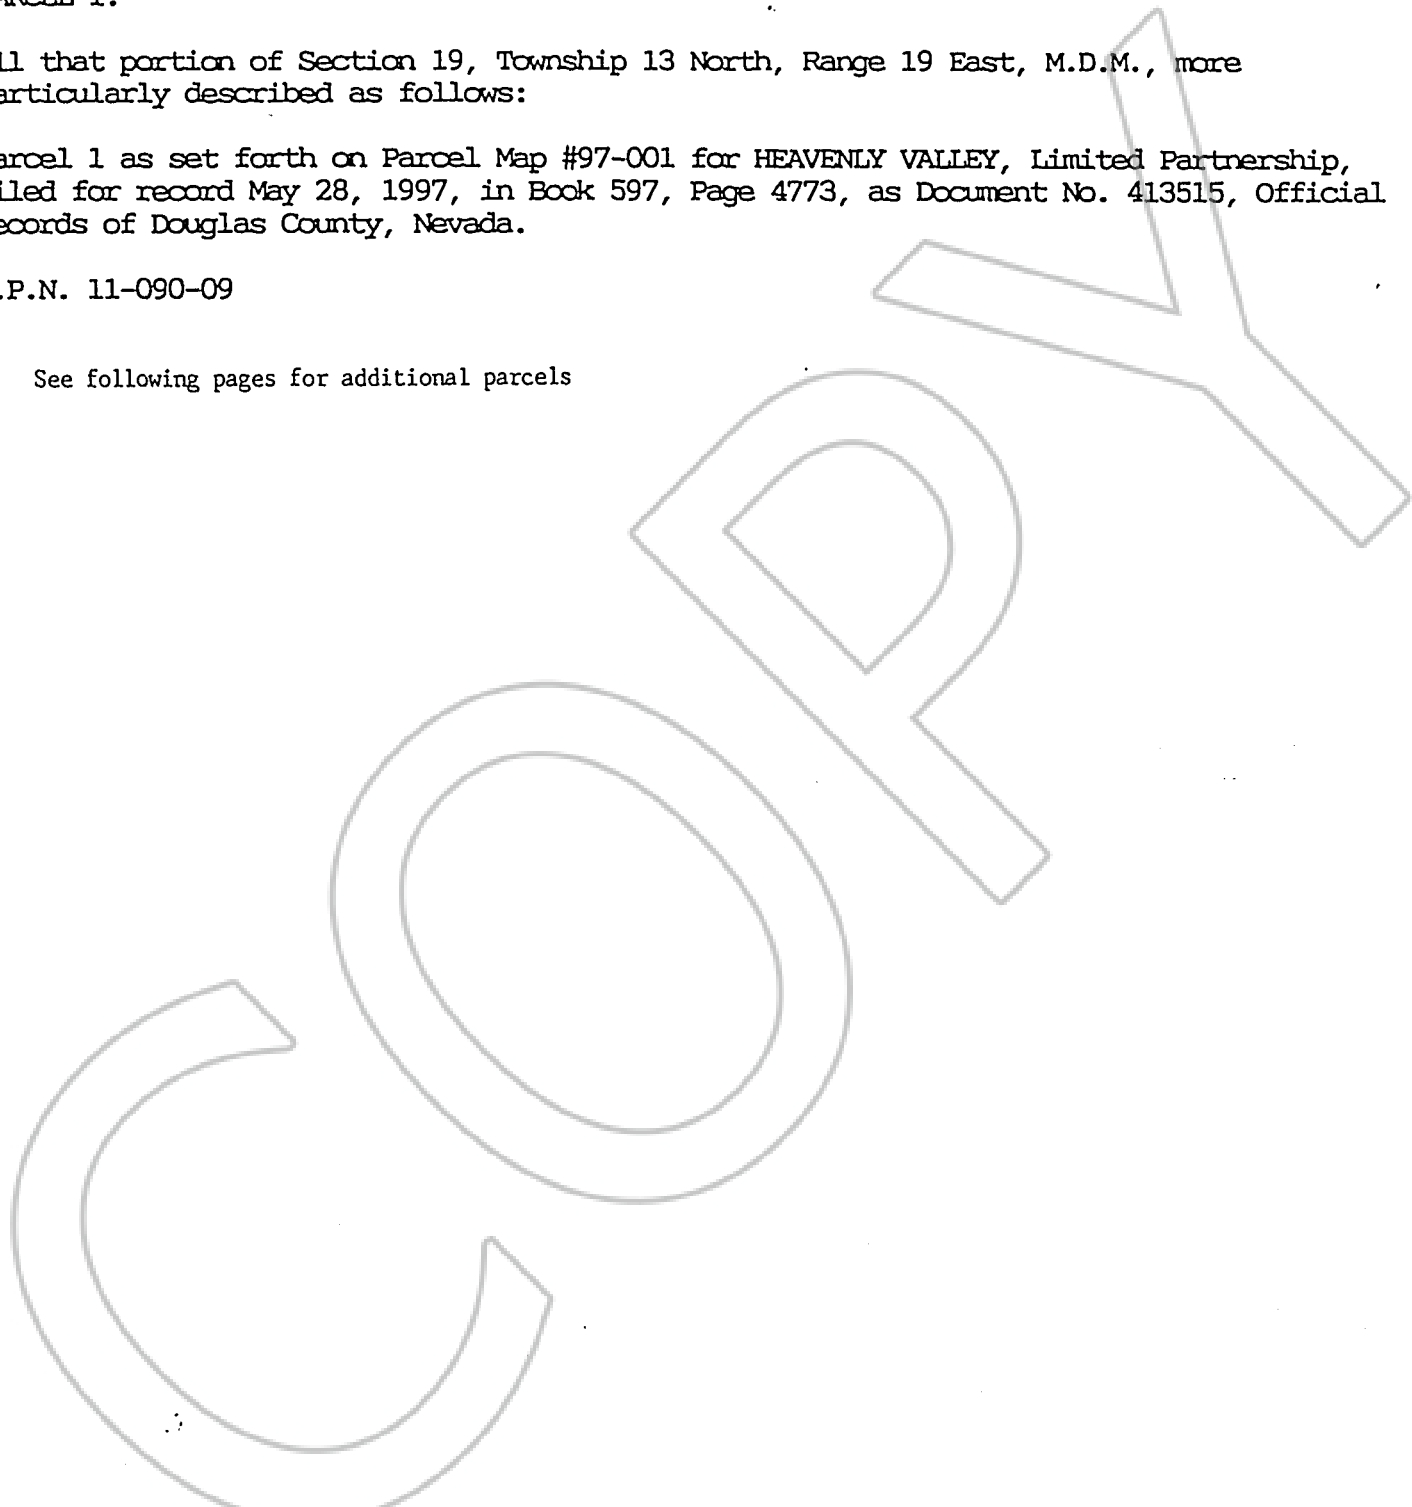 ll that portion of Section 19, Township 13 North, Range 19 East, M.D.M., more
articularly described as follows:
arcel 1 as set forth on Parcel Map #97-001 for HEAVENLY VALLEY, Limited Partnership,
iled for record May 28, 1997, in Book 597, Page 4773, as Document No. 413515, Official
ecords of Douglas County, Nevada.
.P.N. 11-090-09
See following pages for additional parcels
COPY